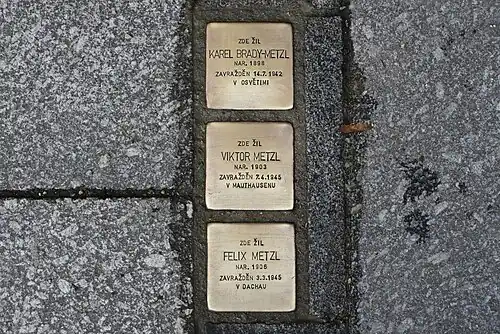 ZDE ŽIL
KAREL BRADY-METZL
NAR. 1898
ZAVRAŽDĚN 14.7.1942
V OSVĚTIMI
ZDE ŽIL
VIKTOR METZL
NAR. 1903
ZAVRAŽDĚN 7.4.1945
V MAUTHAUSENU
ZDE ŽIL
FELIX METZL
NAR. 1906
ZAVRAŽDĚN 3.3.1945
V DACHAU